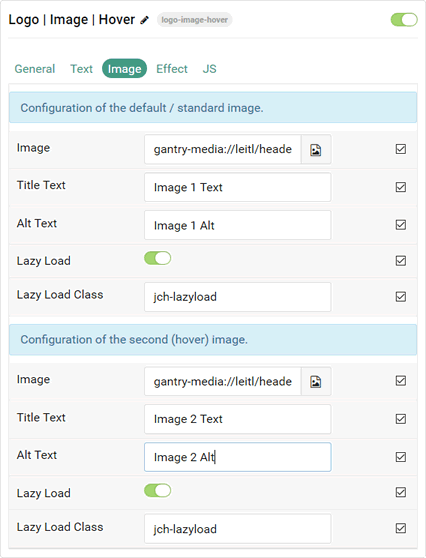 Logo | Image | Hover logo-image-hover
General Text Image Effect JS
Configuration of the default / standard image.
Image gantry-media://leitl/heade
Title Text Image 1 Text
Alt Text Image 1 Alt
Lazy Load
Lazy Load Class jch-lazyload
Configuration of the second (hover) image.
Image gantry-media://leitl/heade
Title Text Image 2 Text
Alt Text Image 2 Alt
Lazy Load
Lazy Load Class jch-lazyload